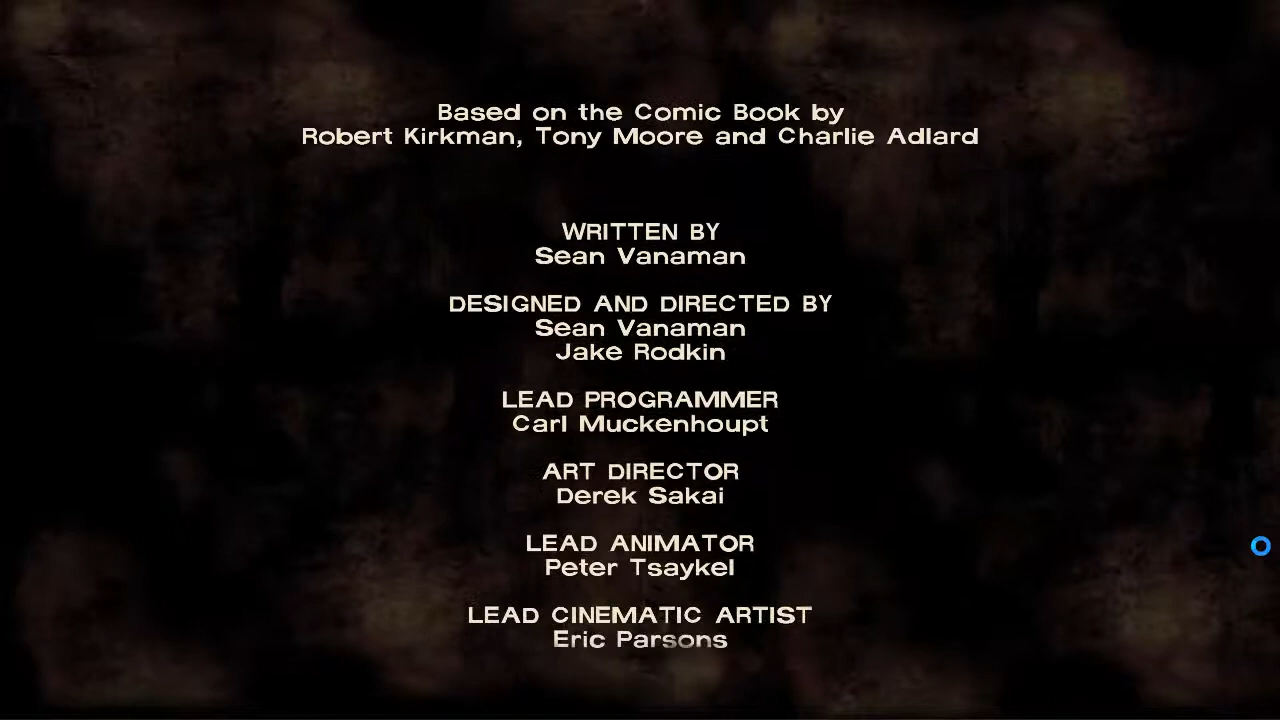 Based on the Comic Book by
Robert Kirkman, Tony Moore and Charlie Adlard
WRITTEN BY
Sean Vanaman
DESIGNED AND DIRECTED BY
Sean Vanaman
Jake Rodkin
LEAD PROGRAMMER
Carl Muckenhoupt
ART DIRECTOR
Derek Sakai
LEAD ANIMATOR
Peter Tsaykel
LEAD CINEMATIC ARTIST
Eric Parsons